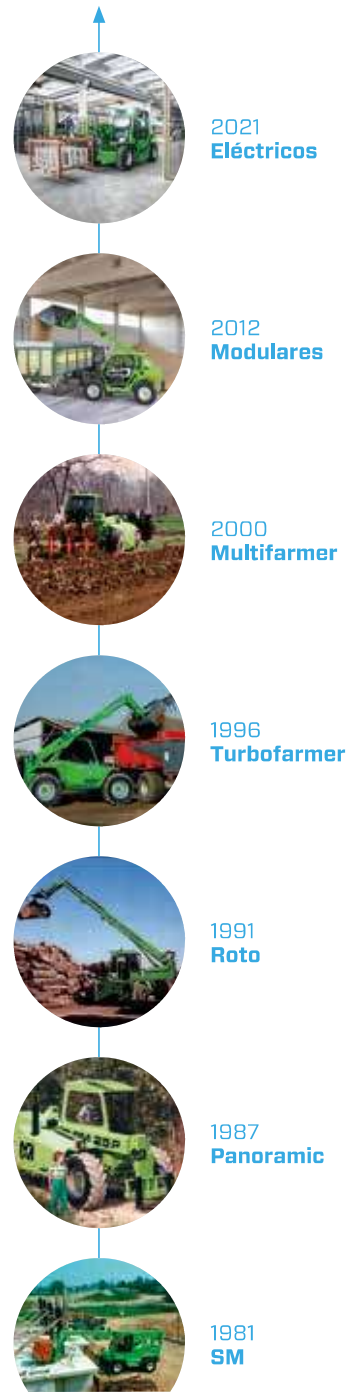 2021
Eléctricos
2012
Modulares
2000
Multifarmer
1996
Turbofarmer
1991
Roto
1987
Panoramic
1981
SM